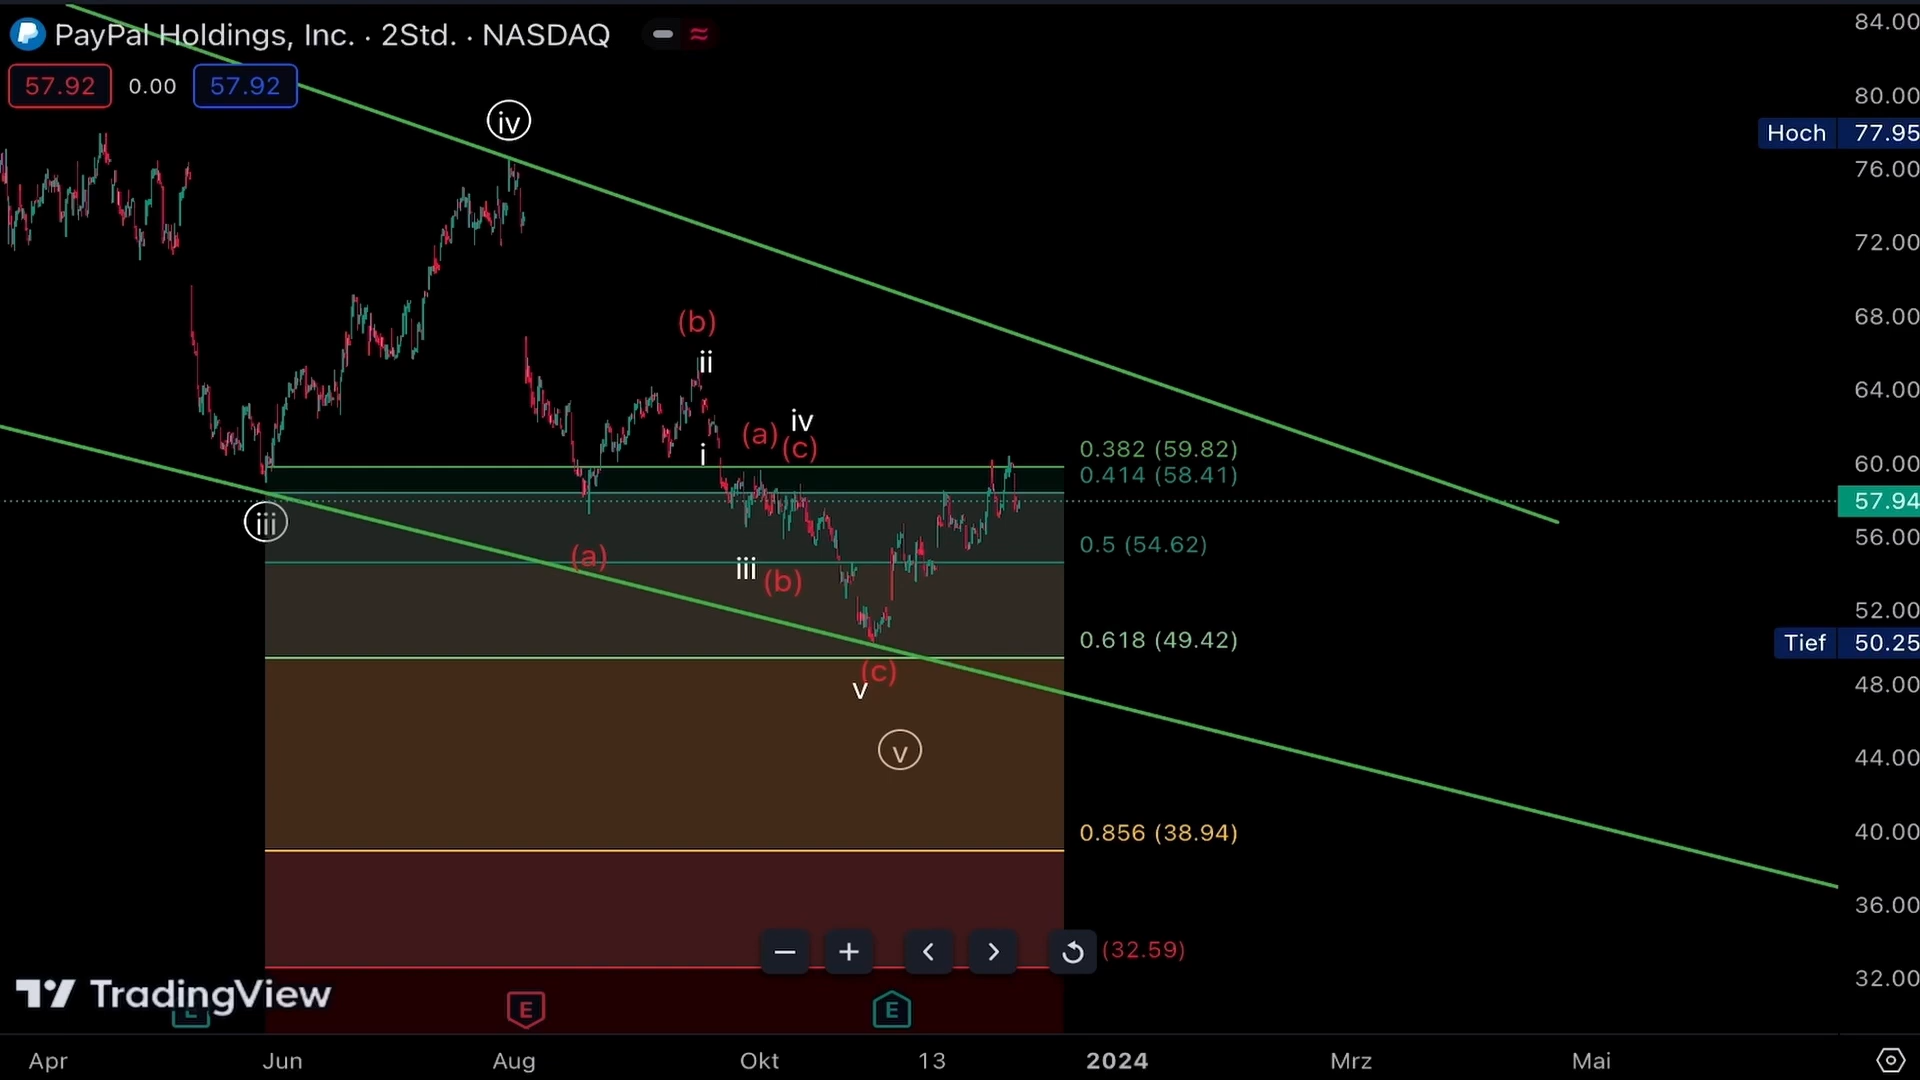 PayPal Holdings, Inc. · 2Std. · NASDAQ
57.92 0.00 57.92
84.00
80.00
Hoch 77.95
76.00
72.00
68.00
64.00
60.00
57.94
56.00
52.00
Tief 50.25
48.00
44.00
40.00
36.00
32.00
iv
(b)
ii
iv
(a)
(c)
i
iii
(a)
iii
(b)
(c)
v
v
0.382 (59.82)
0.414 (58.41)
0.5 (54.62)
0.618 (49.42)
0.856 (38.94)
(32.59)
TradingView
E
E
E
Apr Jun Aug Okt 13 2024 Mrz Mai